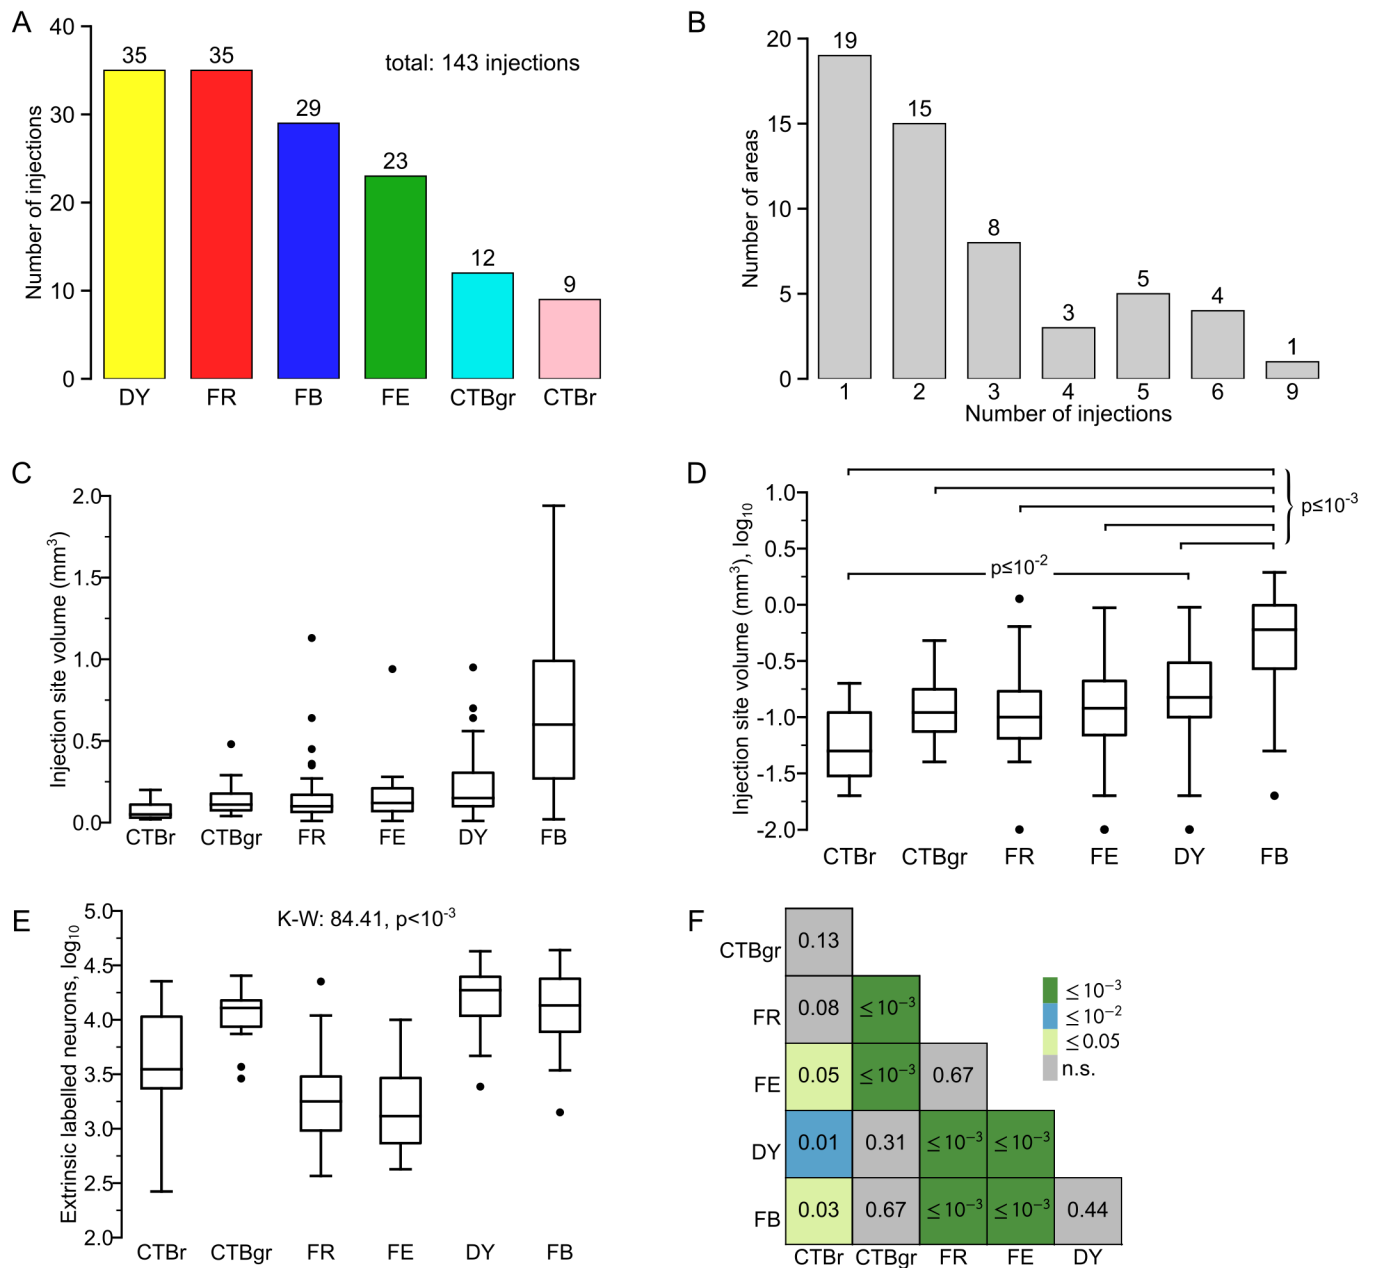 A
Number of injections
40
30
20
10
0
35
35
29
23
12
9
total: 143 injections
DY FR FB FE CTBgr CTBr
B
Number of areas
20
15
10
5
0
19
15
8
3
5
4
1
1 2 3 4 5 6 9
Number of injections
C
Injection site volume (mm³)
2.0
1.5
1.0
0.5
0.0
CTBr CTBgr FR FE DY FB
D
Injection site volume (mm³), log₁₀
1.0
0.5
0.0
-0.5
-1.0
-1.5
-2.0
p≤10⁻³
p≤10⁻²
CTBr CTBgr FR FE DY FB
E
Extrinsic labelled neurons, log₁₀
5.0
4.5
4.0
3.5
3.0
2.5
2.0
K-W: 84.41, p<10⁻³
CTBr CTBgr FR FE DY FB
F
CTBgr 0.13
FR 0.08 ≤10⁻³
FE 0.05 ≤10⁻³ 0.67
DY 0.01 0.31 ≤10⁻³ ≤10⁻³
FB 0.03 0.67 ≤10⁻³ ≤10⁻³ 0.44
CTBr CTBgr FR FE DY
≤10⁻³
≤10⁻²
≤0.05
n.s.